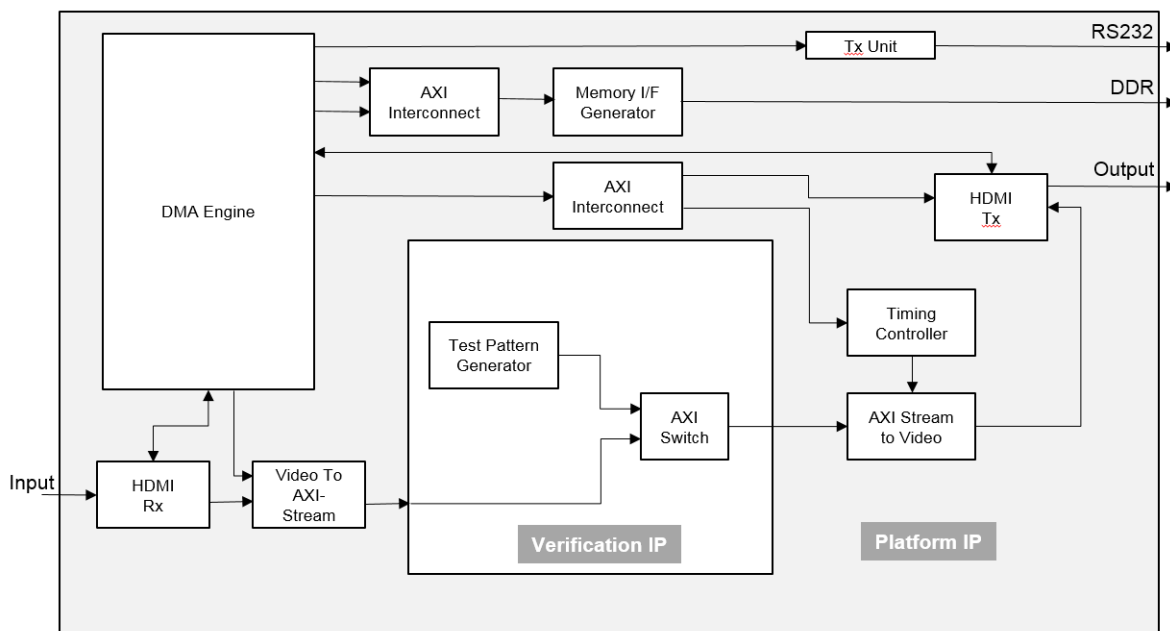 RS232
Tx Unit
AXI
Interconnect
Memory I/F
Generator
DDR
DMA Engine
AXI
Interconnect
HDMI
Tx
Output
Test Pattern
Generator
Timing
Controller
AXI
Switch
AXI Stream
to Video
Input
HDMI
Rx
Video To
AXI-
Stream
Verification IP
Platform IP